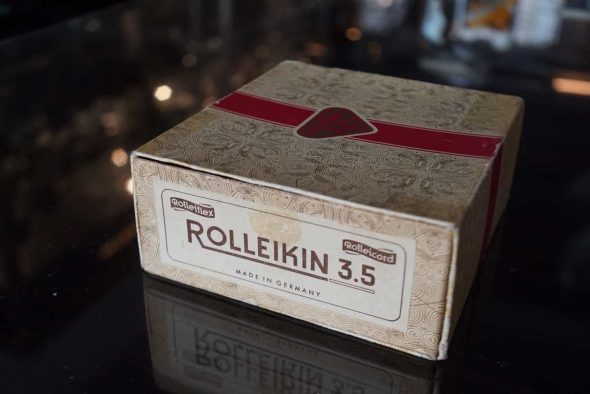 Rolleiflex
ROLLEIKIN 3.5
Rolleicord
MADE IN GERMANY